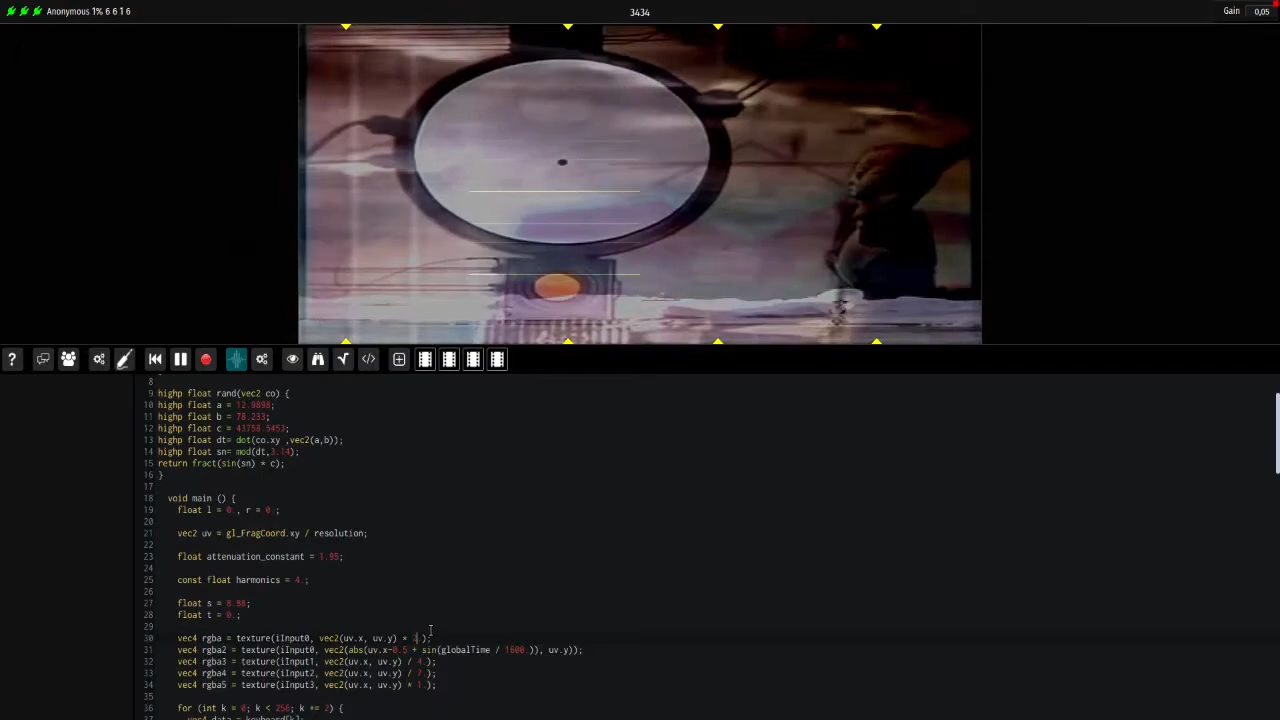 Anonymous 1% 6 6 1 6
3434
Gain 0,05
8
9 highp float rand(vec2 co) {
10 highp float a = 12.9898;
11 highp float b = 78.233;
12 highp float c = 43758.5453;
13 highp float dt= dot(co.xy ,vec2(a,b));
14 highp float sn= mod(dt,3.14);
15 return fract(sin(sn) * c);
16 }
17
18 void main () {
19 float l = 0., r = 0.;
20
21 vec2 uv = gl_FragCoord.xy / resolution;
22
23 float attenuation_constant = 1.95;
24
25 const float harmonics = 4.;
26
27 float s = 8.88;
28 float t = 0.;
29
30 vec4 rgba = texture(iInput0, vec2(uv.x, uv.y) * 2.);
31 vec4 rgba2 = texture(iInput0, vec2(abs(uv.x-0.5 + sin(globalTime / 1600.)), uv.y));
32 vec4 rgba3 = texture(iInput1, vec2(uv.x, uv.y) / 4.);
33 vec4 rgba4 = texture(iInput2, vec2(uv.x, uv.y) / 7.);
34 vec4 rgba5 = texture(iInput3, vec2(uv.x, uv.y) * 1.);
35
36 for (int k = 0; k < 256; k += 2) {
37 vec4 data = keyboard[k];